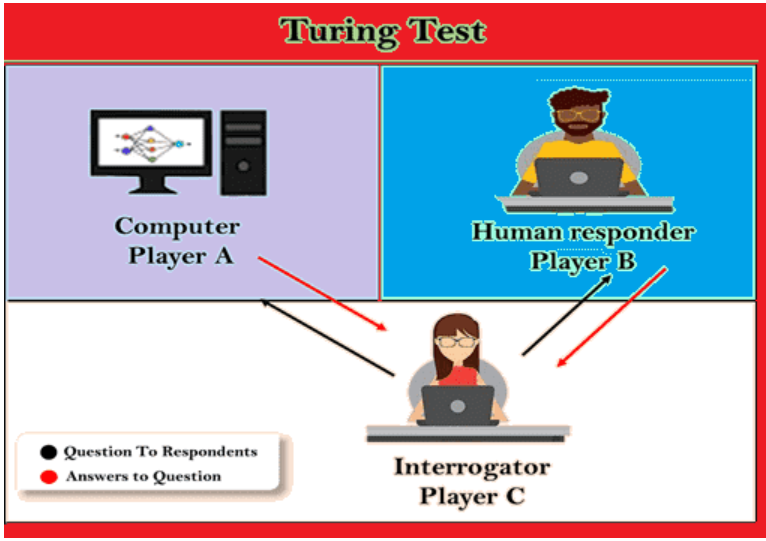 Turing Test
Computer
Player A
Human responder
Player B
Interrogator
Player C
Question To Respondents
Answers to Question